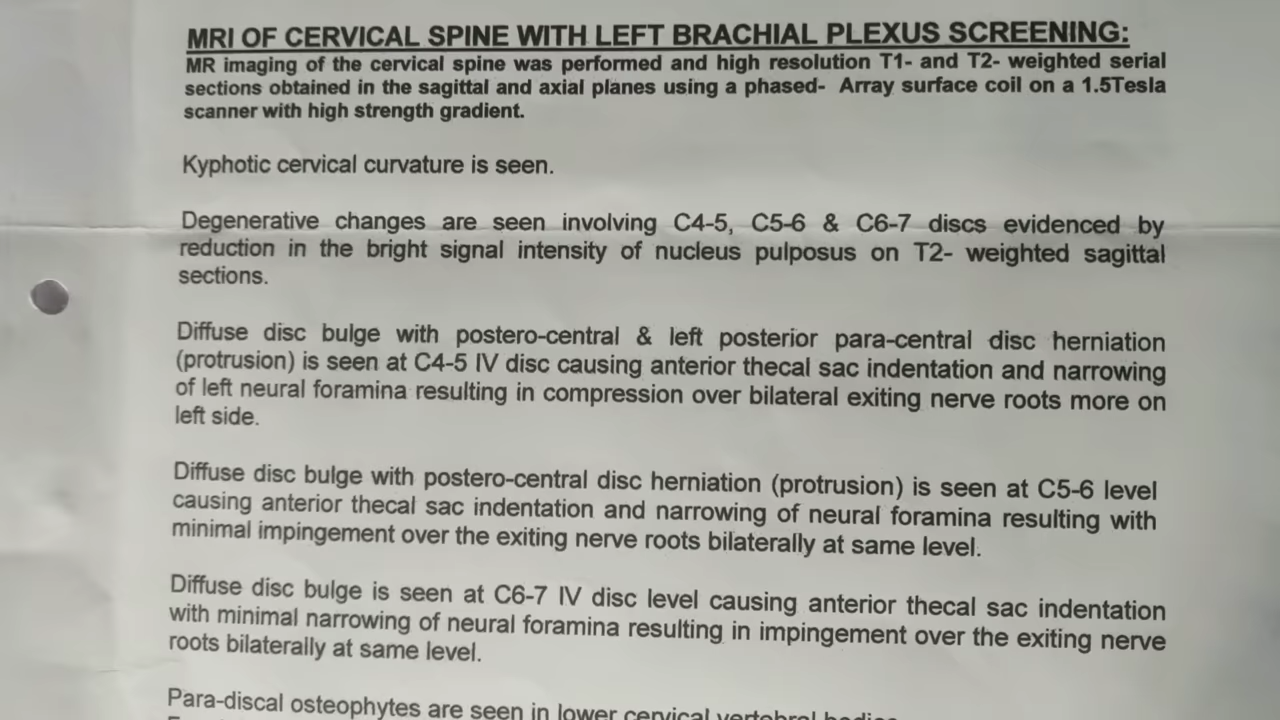 MRI OF CERVICAL SPINE WITH LEFT BRACHIAL PLEXUS SCREENING:
MR imaging of the cervical spine was performed and high resolution T1- and T2- weighted serial
sections obtained in the sagittal and axial planes using a phased- Array surface coil on a 1.5Tesla
scanner with high strength gradient.
Kyphotic cervical curvature is seen.
Degenerative changes are seen involving C4-5, C5-6 & C6-7 discs evidenced by
reduction in the bright signal intensity of nucleus pulposus on T2- weighted sagittal
sections.
Diffuse disc bulge with postero-central & left posterior para-central disc herniation
(protrusion) is seen at C4-5 IV disc causing anterior thecal sac indentation and narrowing
of left neural foramina resulting in compression over bilateral exiting nerve roots more on
left side.
Diffuse disc bulge with postero-central disc herniation (protrusion) is seen at C5-6 level
causing anterior thecal sac indentation and narrowing of neural foramina resulting with
minimal impingement over the exiting nerve roots bilaterally at same level.
Diffuse disc bulge is seen at C6-7 IV disc level causing anterior thecal sac indentation
with minimal narrowing of neural foramina resulting in impingement over the exiting nerve
roots bilaterally at same level.
Para-discal osteophytes are seen in lower cervical vertebral bodies